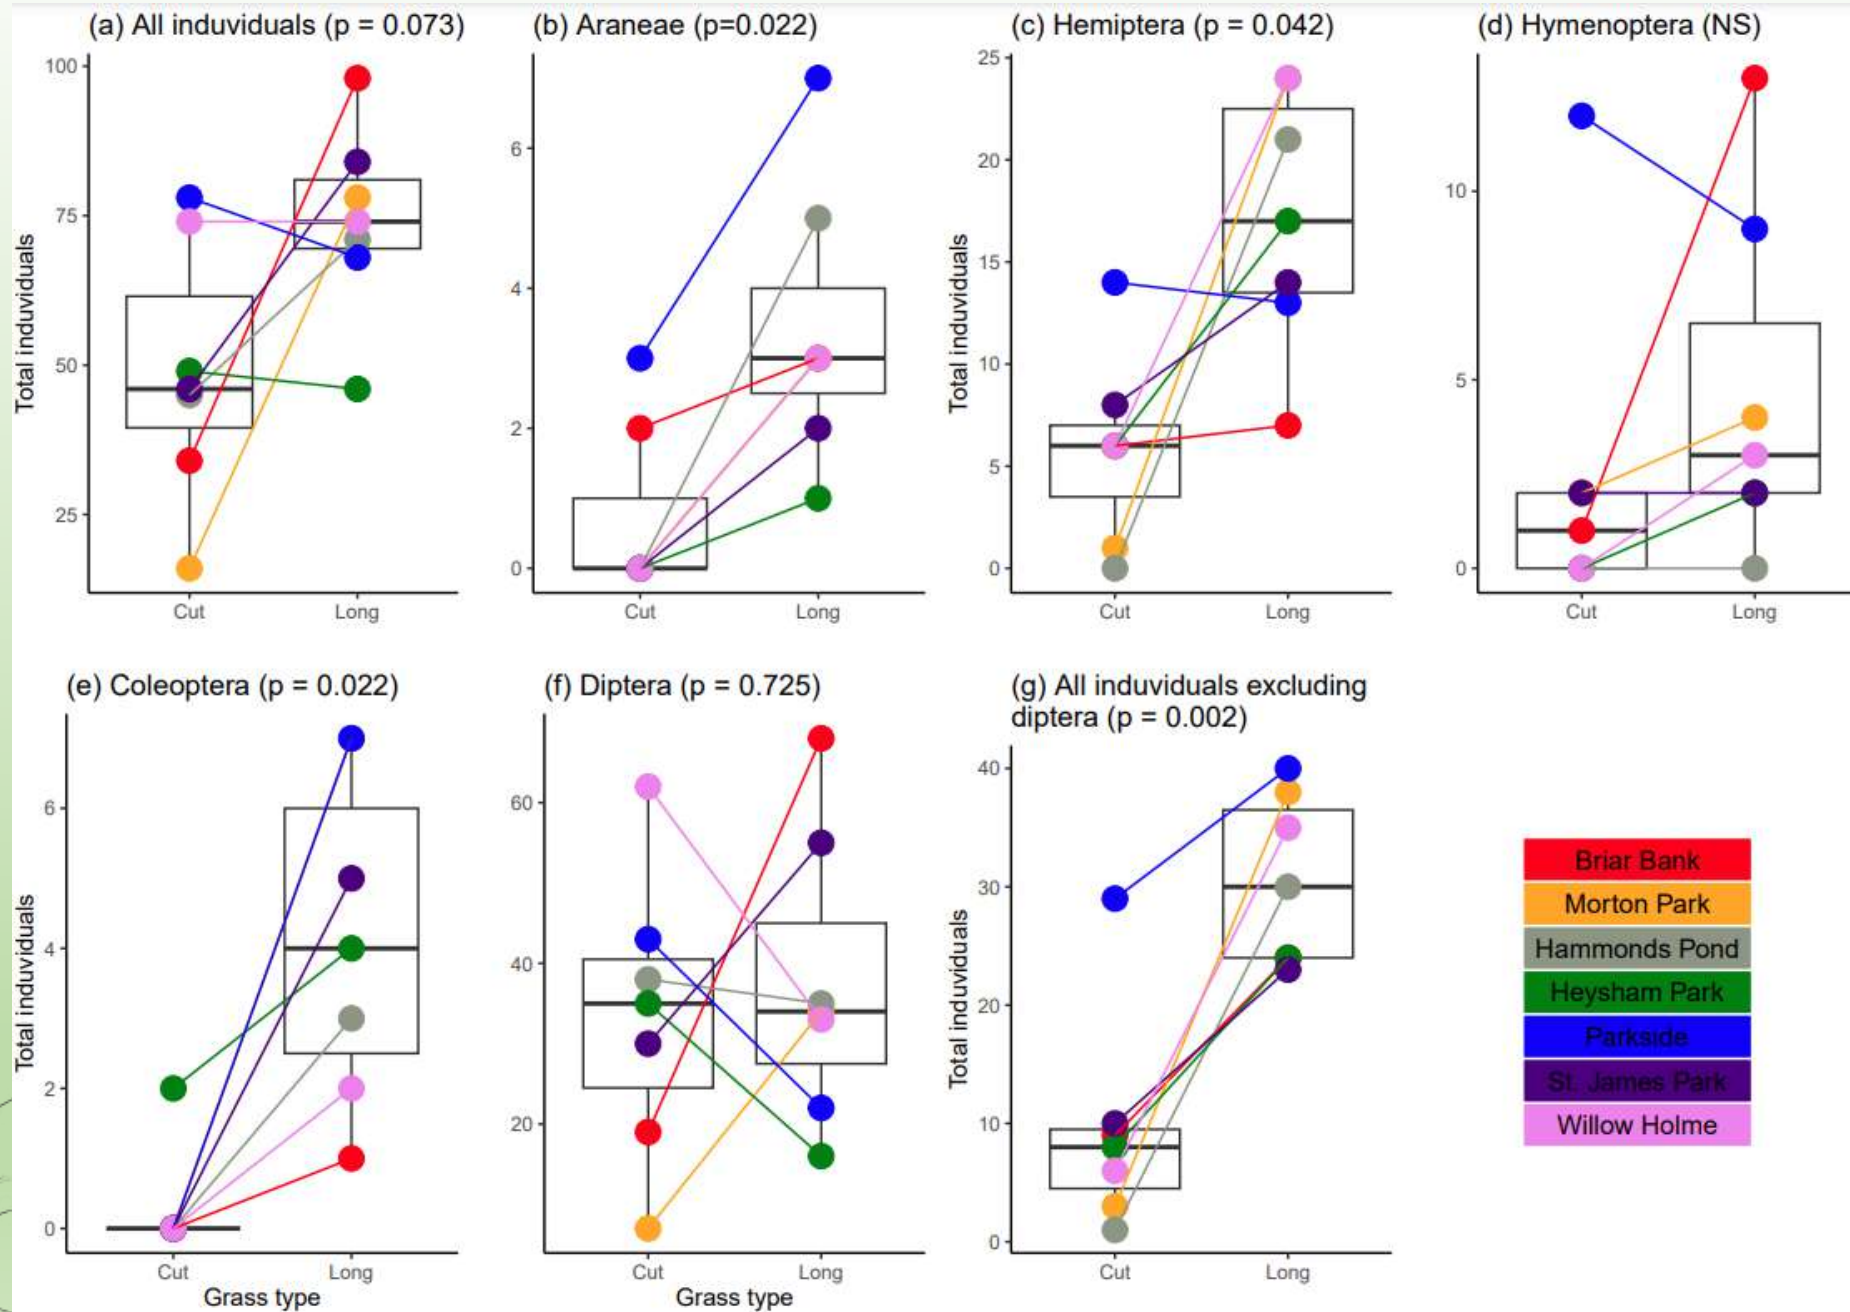 (a) All induviduals (p = 0.073)
Total induviduals
100
75
50
25
Cut Long
(b) Araneae (p=0.022)
6
4
2
0
Cut Long
(c) Hemiptera (p = 0.042)
Total induviduals
25
20
15
10
5
0
Cut Long
(d) Hymenoptera (NS)
10
5
0
Cut Long
(e) Coleoptera (p = 0.022)
Total induviduals
6
4
2
0
Cut Long
Grass type
(f) Diptera (p = 0.725)
60
40
20
Cut Long
Grass type
(g) All induviduals excluding
diptera (p = 0.002)
Total induviduals
40
30
20
10
0
Cut Long
Briar Bank
Morton Park
Hammonds Pond
Heysham Park
Parkside
St. James Park
Willow Holme